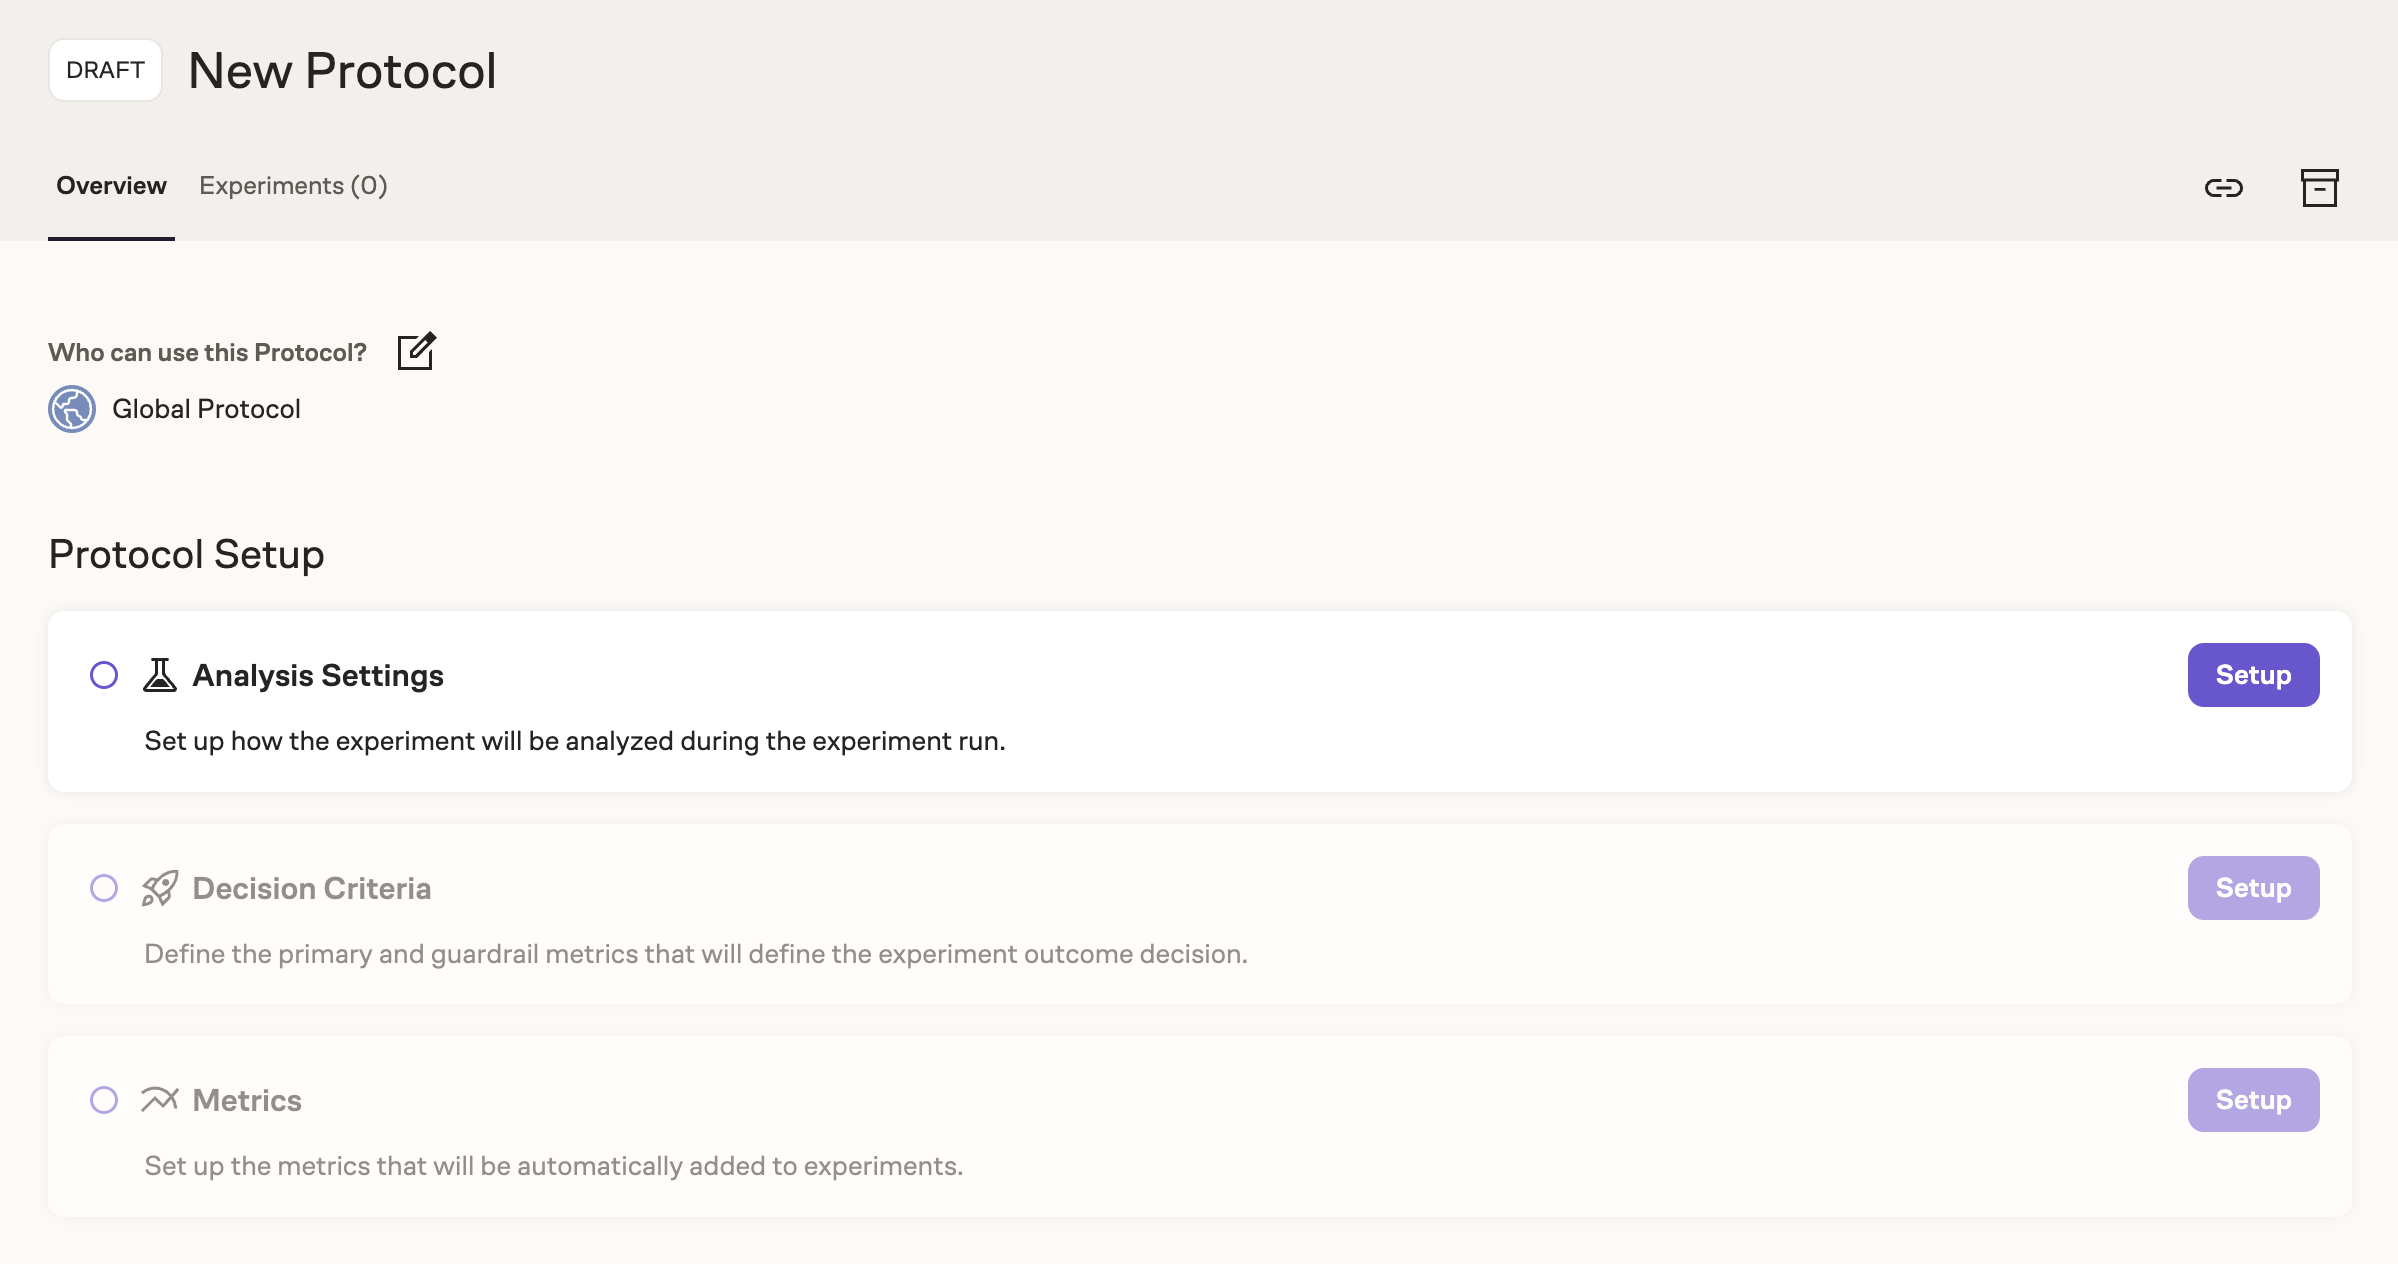 DRAFT
New Protocol
Overview
Experiments (0)
Who can use this Protocol?
Global Protocol
Protocol Setup
Analysis Settings
Setup
Set up how the experiment will be analyzed during the experiment run.
Decision Criteria
Setup
Define the primary and guardrail metrics that will define the experiment outcome decision.
Metrics
Setup
Set up the metrics that will be automatically added to experiments.